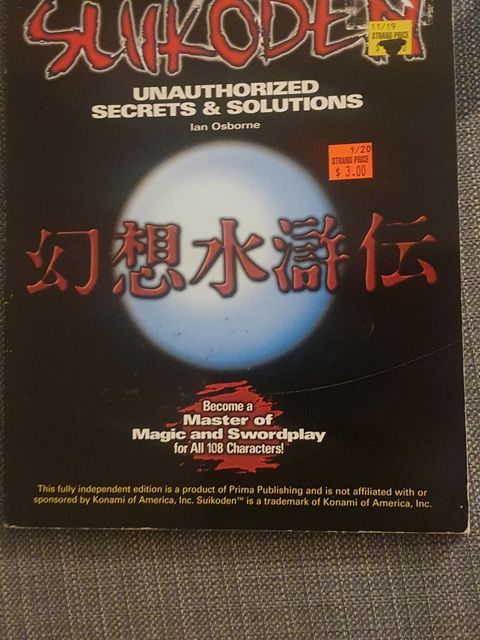 SUIKODEN
11/19
STRAND PRICE
UNAUTHORIZED
SECRETS & SOLUTIONS
Ian Osborne
1/20
STRAND PRICE
$ 3.00
幻想水滸伝
Become a
Master of
Magic and Swordplay
for All 108 Characters!
This fully independent edition is a product of Prima Publishing and is not affiliated with or
sponsored by Konami of America, Inc. Suikoden™ is a trademark of Konami of America, Inc.